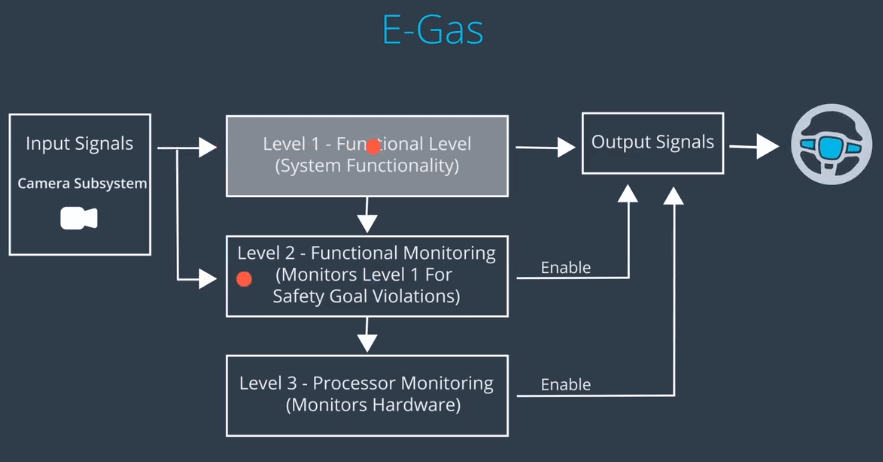 E-Gas
Input Signals
Camera Subsystem
Level 1 - Functional Level
(System Functionality)
Output Signals
Level 2 - Functional Monitoring
(Monitors Level 1 For
Safety Goal Violations)
Enable
Level 3 - Processor Monitoring
(Monitors Hardware)
Enable